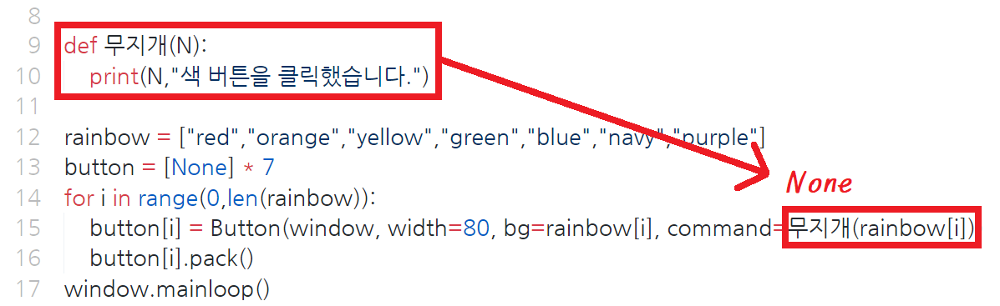 8
9 def 무지개(N):
10 print(N,"색 버튼을 클릭했습니다.")
11
12 rainbow = ["red","orange","yellow","green","blue","navy","purple"]
13 button = [None] * 7
None
14 for i in range(0,len(rainbow)):
15 button[i] = Button(window, width=80, bg=rainbow[i], command=무지개(rainbow[i])
16 button[i].pack()
17 window.mainloop()